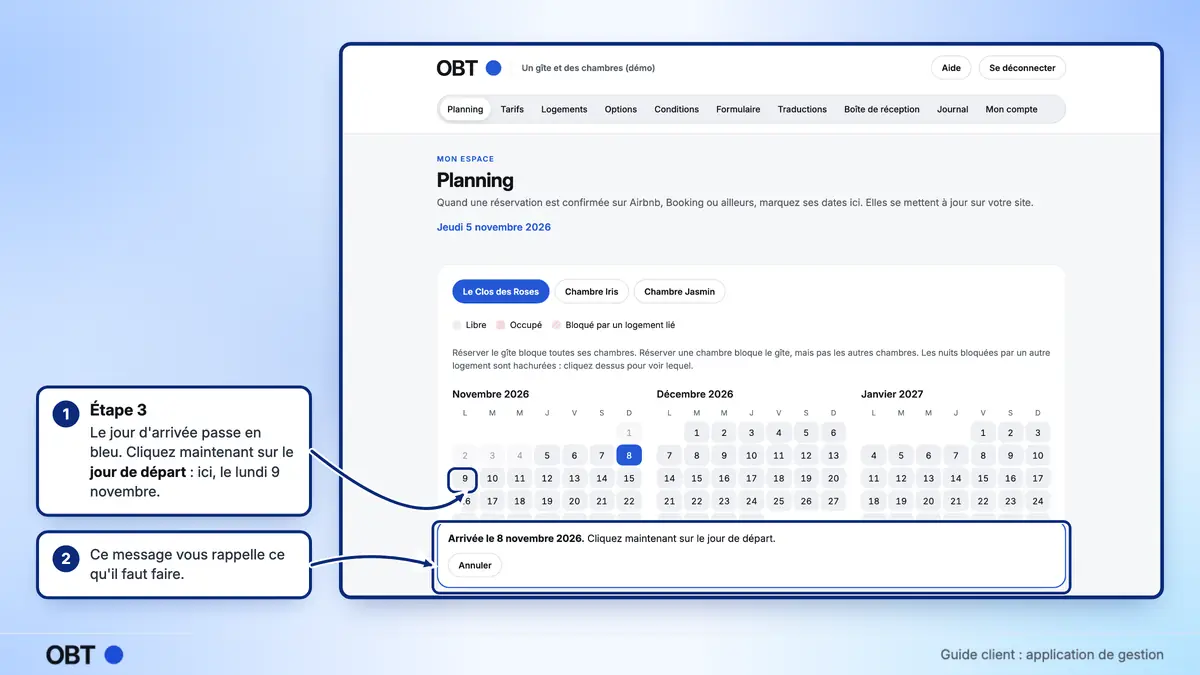 OBT
Un gîte et des chambres (démo)
Aide
Se déconnecter
Planning
Tarifs
Logements
Options
Conditions
Formulaire
Traductions
Boîte de réception
Journal
Mon compte
MON ESPACE
Planning
Quand une réservation est confirmée sur Airbnb, Booking ou ailleurs, marquez ses dates ici. Elles se mettent à jour sur votre site.
Jeudi 5 novembre 2026
Le Clos des Roses
Chambre Iris
Chambre Jasmin
Libre
Occupé
Bloqué par un logement lié
Réserver le gîte bloque toutes ses chambres. Réserver une chambre bloque le gîte, mais pas les autres chambres. Les nuits bloquées par un autre
logement sont hachurées : cliquez dessus pour voir lequel.
Novembre 2026
L M M J V S D
1
2 3 4 5 6 7 8
9 10 11 12 13 14 15
16 17 18 19 20 21 22
Décembre 2026
L M M J V S D
1 2 3 4 5 6
7 8 9 10 11 12 13
14 15 16 17 18 19 20
21 22 23 24 25 26 27
Janvier 2027
L M M J V S D
1 2 3
4 5 6 7 8 9 10
11 12 13 14 15 16 17
18 19 20 21 22 23 24
Arrivée le 8 novembre 2026. Cliquez maintenant sur le jour de départ.
Annuler
1
Étape 3
Le jour d'arrivée passe en
bleu. Cliquez maintenant sur le
jour de départ : ici, le lundi 9
novembre.
2
Ce message vous rappelle ce
qu'il faut faire.
OBT
Guide client : application de gestion